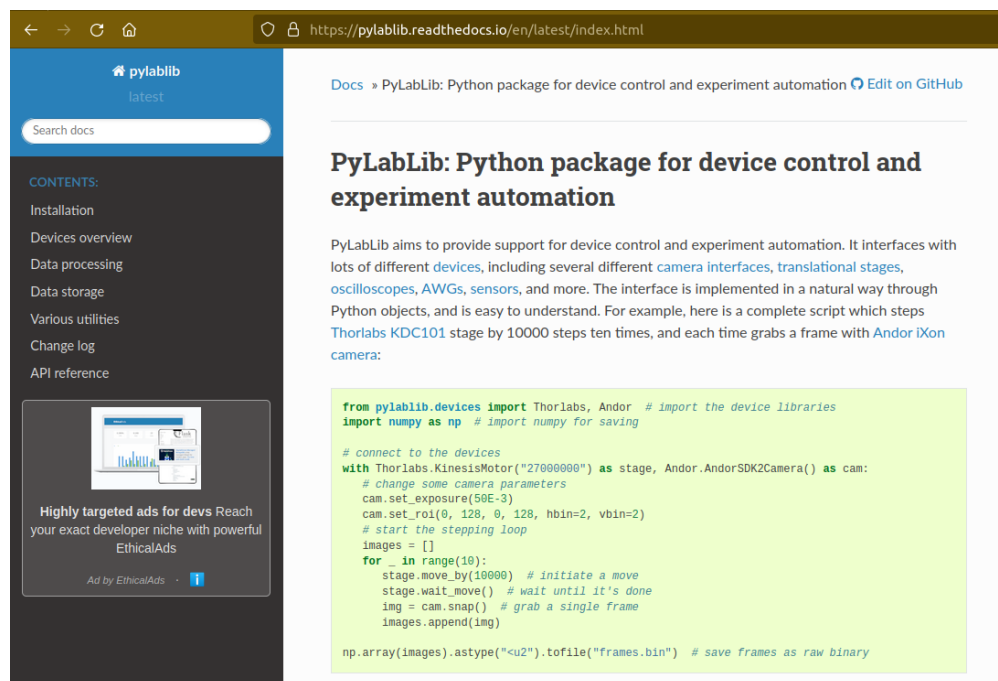 https://pylablib.readthedocs.io/en/latest/index.html
pylablib
latest
Search docs
CONTENTS:
Installation
Devices overview
Data processing
Data storage
Various utilities
Change log
API reference
Highly targeted ads for devs Reach
your exact developer niche with powerful
EthicalAds
Ad by EthicalAds · i
Docs » PyLabLib: Python package for device control and experiment automation Edit on GitHub
PyLabLib: Python package for device control and
experiment automation
PyLabLib aims to provide support for device control and experiment automation. It interfaces with
lots of different devices, including several different camera interfaces, translational stages,
oscilloscopes, AWGs, sensors, and more. The interface is implemented in a natural way through
Python objects, and is easy to understand. For example, here is a complete script which steps
Thorlabs KDC101 stage by 10000 steps ten times, and each time grabs a frame with Andor iXon
camera:
from pylablib.devices import Thorlabs, Andor  # import the device libraries
import numpy as np  # import numpy for saving
# connect to the devices
with Thorlabs.KinesisMotor("27000000") as stage, Andor.AndorSDK2Camera() as cam:
   # change some camera parameters
   cam.set_exposure(50E-3)
   cam.set_roi(0, 128, 0, 128, hbin=2, vbin=2)
   # start the stepping loop
   images = []
   for _ in range(10):
      stage.move_by(10000)  # initiate a move
      stage.wait_move()  # wait until it's done
      img = cam.snap()  # grab a single frame
      images.append(img)
np.array(images).astype("<u2").tofile("frames.bin")  # save frames as raw binary